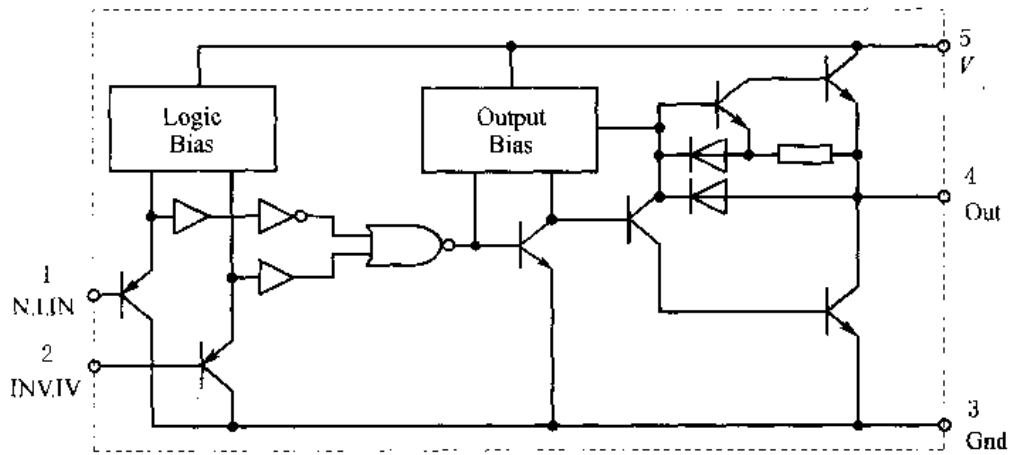 5
V
Logic
Bias
Output
Bias
4
Out
1
N.I.IN
2
INV.IV
3
Gnd